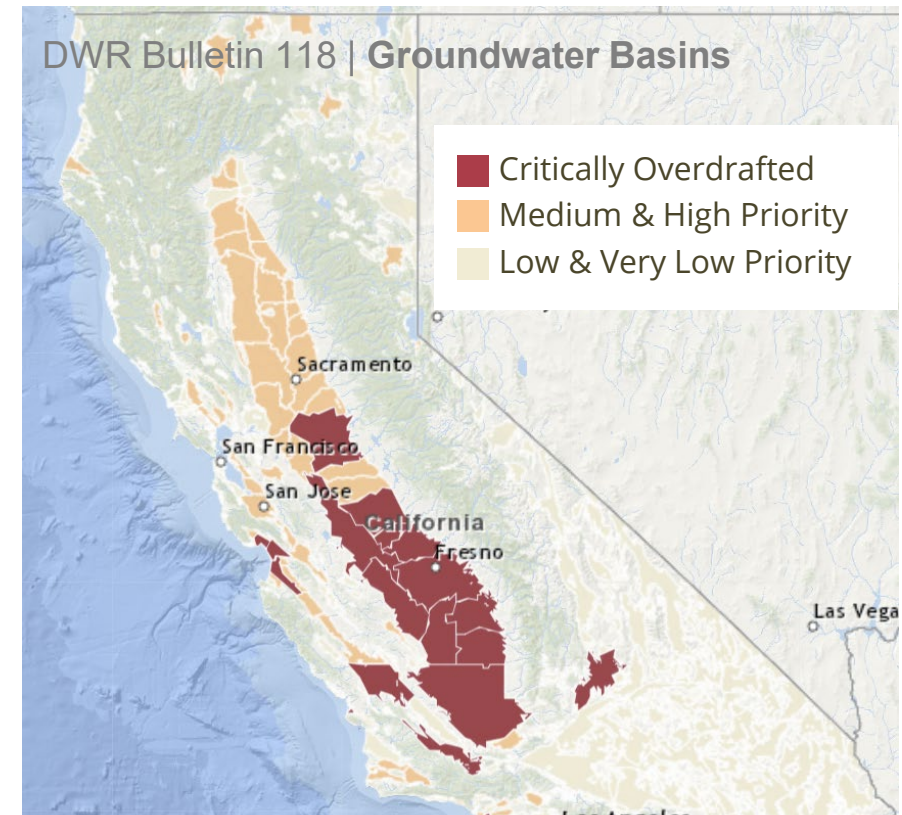 DWR Bulletin 118 | Groundwater Basins
Critically Overdrafted
Medium & High Priority
Low & Very Low Priority
Sacramento
San Francisco
San Jose
California
Fresno
Las Vega